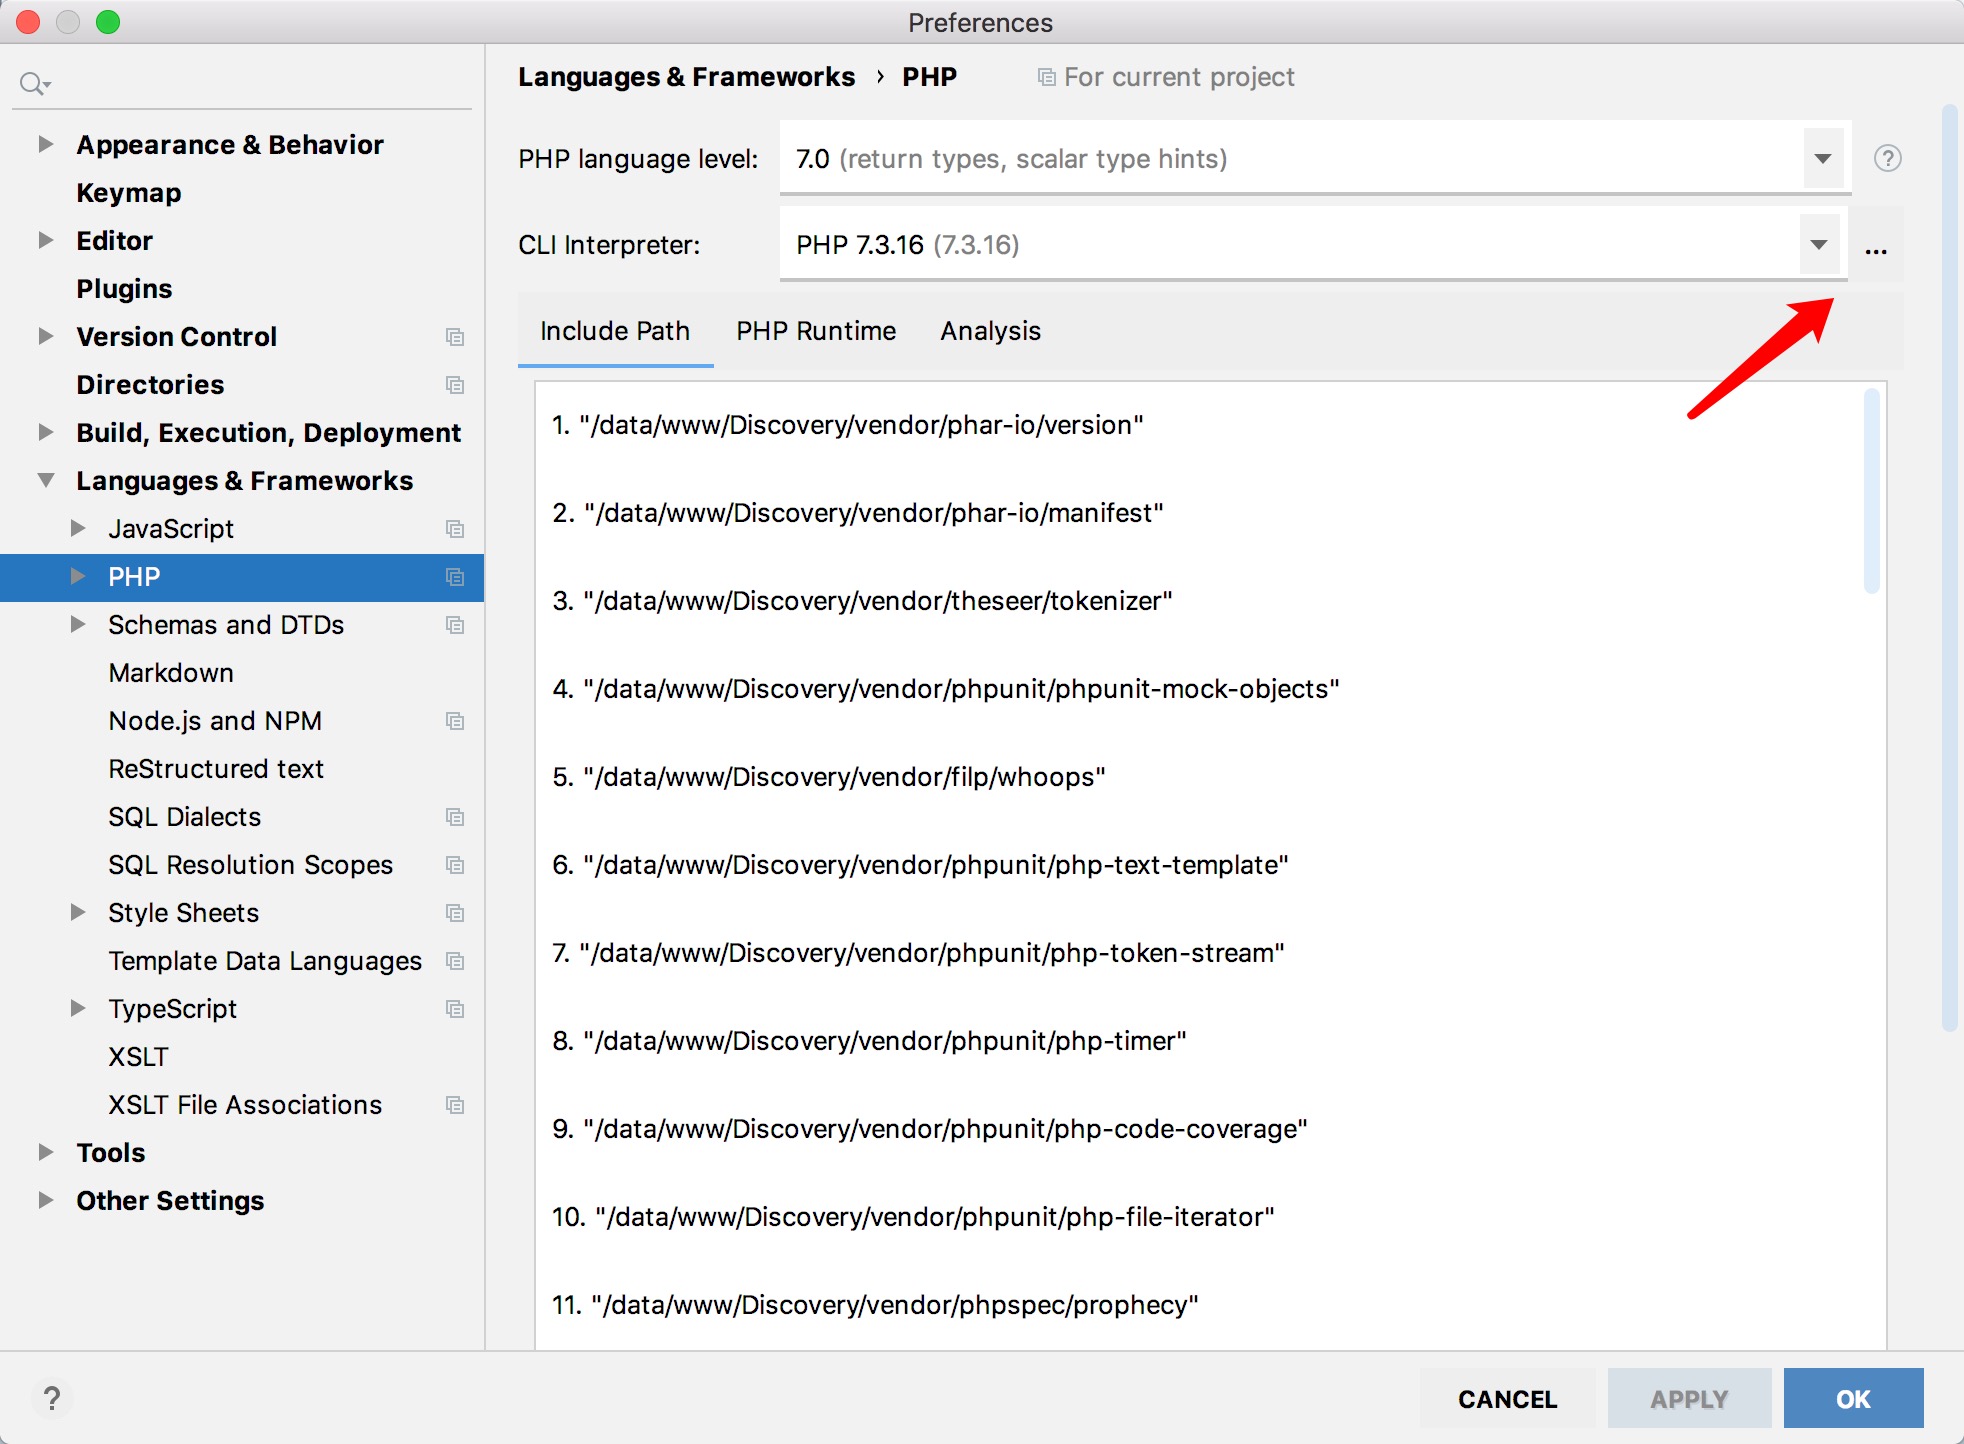 Preferences
Appearance & Behavior
Keymap
Editor
Plugins
Version Control
Directories
Build, Execution, Deployment
Languages & Frameworks
JavaScript
PHP
Schemas and DTDs
Markdown
Node.js and NPM
ReStructured text
SQL Dialects
SQL Resolution Scopes
Style Sheets
Template Data Languages
TypeScript
XSLT
XSLT File Associations
Tools
Other Settings
Languages & Frameworks › PHP For current project
PHP language level: 7.0 (return types, scalar type hints) ?
CLI Interpreter: PHP 7.3.16 (7.3.16) ...
Include Path PHP Runtime Analysis
1. "/data/www/Discovery/vendor/phar-io/version"
2. "/data/www/Discovery/vendor/phar-io/manifest"
3. "/data/www/Discovery/vendor/theseer/tokenizer"
4. "/data/www/Discovery/vendor/phpunit/phpunit-mock-objects"
5. "/data/www/Discovery/vendor/filp/whoops"
6. "/data/www/Discovery/vendor/phpunit/php-text-template"
7. "/data/www/Discovery/vendor/phpunit/php-token-stream"
8. "/data/www/Discovery/vendor/phpunit/php-timer"
9. "/data/www/Discovery/vendor/phpunit/php-code-coverage"
10. "/data/www/Discovery/vendor/phpunit/php-file-iterator"
11. "/data/www/Discovery/vendor/phpspec/prophecy"
? CANCEL APPLY OK